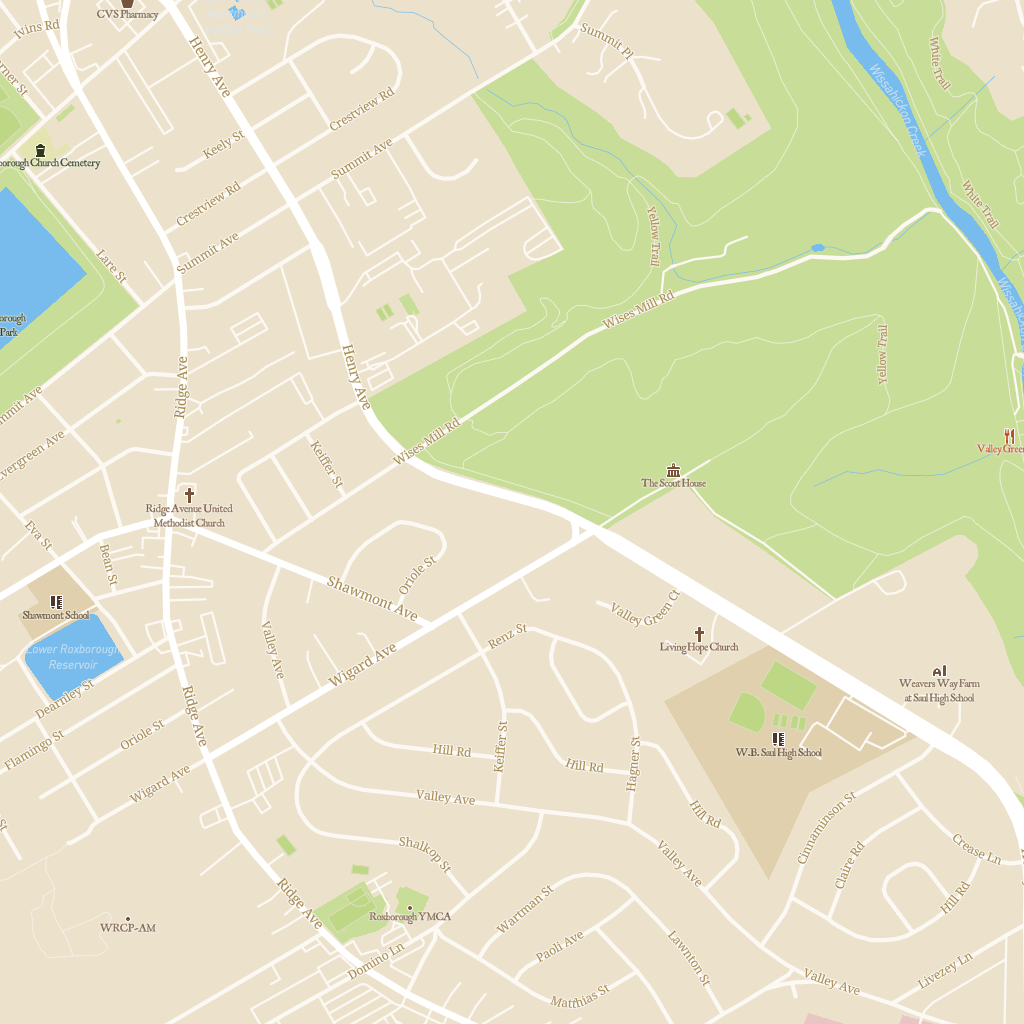 CVS Pharmacy
Ivins Rd
Summit Pl
Henry Ave
White Trail
Wissahickon Creek
Crestview Rd
Keely St
Summit Ave
borough Church Cemetery
White Trail
Crestview Rd
Yellow Trail
Summit Ave
Lare St
Wises Mill Rd
orough
Park
Yellow Trail
Henry Ave
Ridge Ave
Summit Ave
Wises Mill Rd
Valley Green
Evergreen Ave
Keiffer St
The Scout House
Ridge Avenue United
Methodist Church
Eva St
Bean St
Oriole St
Shawmont Ave
Valley Green Ct
Shawmont School
Living Hope Church
Renz St
Valley Ave
Lower Roxborough
Reservoir
Wigard Ave
Weavers Way Farm
at Saul High School
Dearnley St
Ridge Ave
Oriole St
Flamingo St
Hill Rd
Keiffer St
W.B. Saul High School
Hill Rd
Hagner St
Wigard Ave
Valley Ave
Hill Rd
Cinnaminson St
Shalkop St
Valley Ave
Claire Rd
Crease Ln
Ridge Ave
Wartman St
Hill Rd
Roxborough YMCA
WRCP-AM
Paoli Ave
Lawnton St
Domino Ln
Livezey Ln
Valley Ave
Matthias St